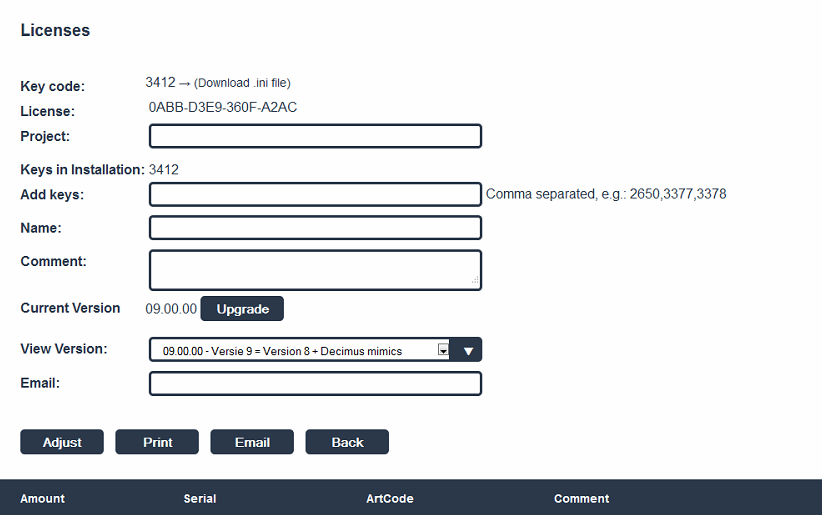 Licenses
Key code: 3412 → (Download .ini file)
License: 0ABB-D3E9-360F-A2AC
Project:
Keys in Installation: 3412
Add keys: Comma separated, e.g.: 2650,3377,3378
Name:
Comment:
Current Version 09.00.00 Upgrade
View Version: 09.00.00 - Versie 9 = Version 8 + Decimus mimics
Email:
Adjust Print Email Back
Amount Serial ArtCode Comment